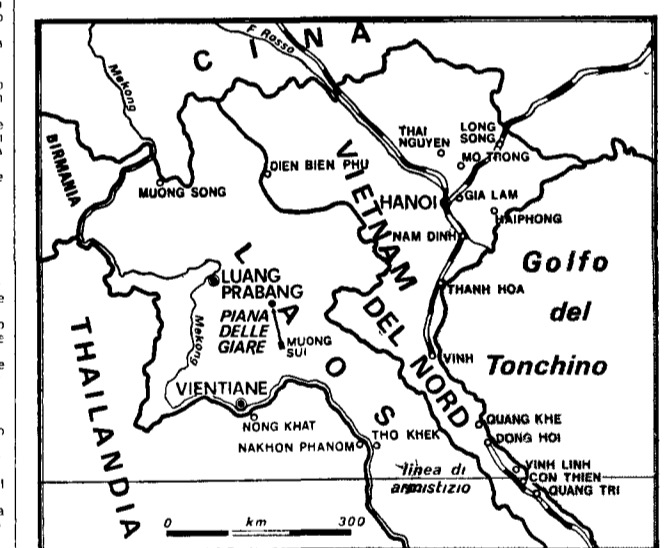 CINA
F. Rosso
Mekong
BIRMANIA
MUONG SONG
DIEN BIEN PHU
THAI
NGUYEN
LONG
SONG
MO TRONG
HANOI
GIA LAM
HAIPHONG
NAM DINH
VIETNAM
DEL NORD
LAOS
LUANG
PRABANG
PIANA
DELLE
GIARE
MUONG
SUI
Mekong
THANH HOA
Golfo
del
Tonchino
THAILANDIA
VINH
VIENTIANE
NONG KHAT
NAKHON PHANOM
THO KHEK
QUANG KHE
DONG HOI
linea di
armistizio
VINH LINH
CON THIEN
QUANG TRI
0 km 300